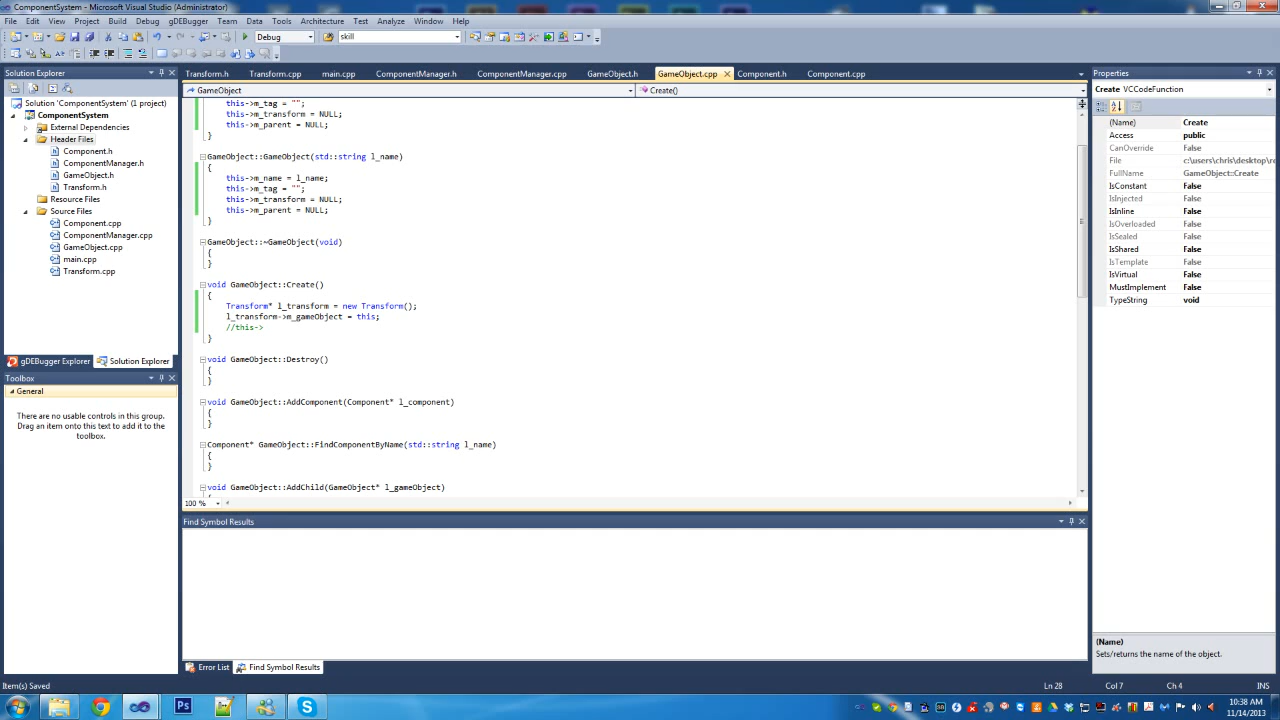 ComponentSystem - Microsoft Visual Studio (Administrator)
File Edit View Project Build Debug gDEBugger Team Data Tools Architecture Test Analyze Window Help
Debug skill
Solution Explorer
Transform.h Transform.cpp main.cpp ComponentManager.h ComponentManager.cpp GameObject.h GameObject.cpp Component.h Component.cpp
Properties
GameObject Create()
Create VCCodeFunction
Solution 'ComponentSystem' (1 project)
ComponentSystem
External Dependencies
Header Files
Component.h
ComponentManager.h
GameObject.h
Transform.h
Resource Files
Source Files
Component.cpp
ComponentManager.cpp
GameObject.cpp
main.cpp
Transform.cpp
gDEBugger Explorer Solution Explorer
Toolbox
General
There are no usable controls in this group.
Drag an item onto this text to add it to the
toolbox.
this->m_tag = "";
this->m_transform = NULL;
this->m_parent = NULL;
}
GameObject::GameObject(std::string l_name)
{
this->m_name = l_name;
this->m_tag = "";
this->m_transform = NULL;
this->m_parent = NULL;
}
GameObject::~GameObject(void)
{
}
void GameObject::Create()
{
Transform* l_transform = new Transform();
l_transform->m_gameObject = this;
//this->
}
void GameObject::Destroy()
{
}
void GameObject::AddComponent(Component* l_component)
{
}
Component* GameObject::FindComponentByName(std::string l_name)
{
}
void GameObject::AddChild(GameObject* l_gameObject)
100 %
Find Symbol Results
Error List Find Symbol Results
(Name) Create
Access public
CanOverride False
File c:\users\chris\desktop\re
FullName GameObject::Create
IsConstant False
IsInjected False
IsInline False
IsOverloaded False
IsSealed False
IsShared False
IsTemplate False
IsVirtual False
MustImplement False
TypeString void
(Name)
Sets/returns the name of the object.
Item(s) Saved Ln 28 Col 7 Ch 4 INS
Ps
10:38 AM
11/14/2013